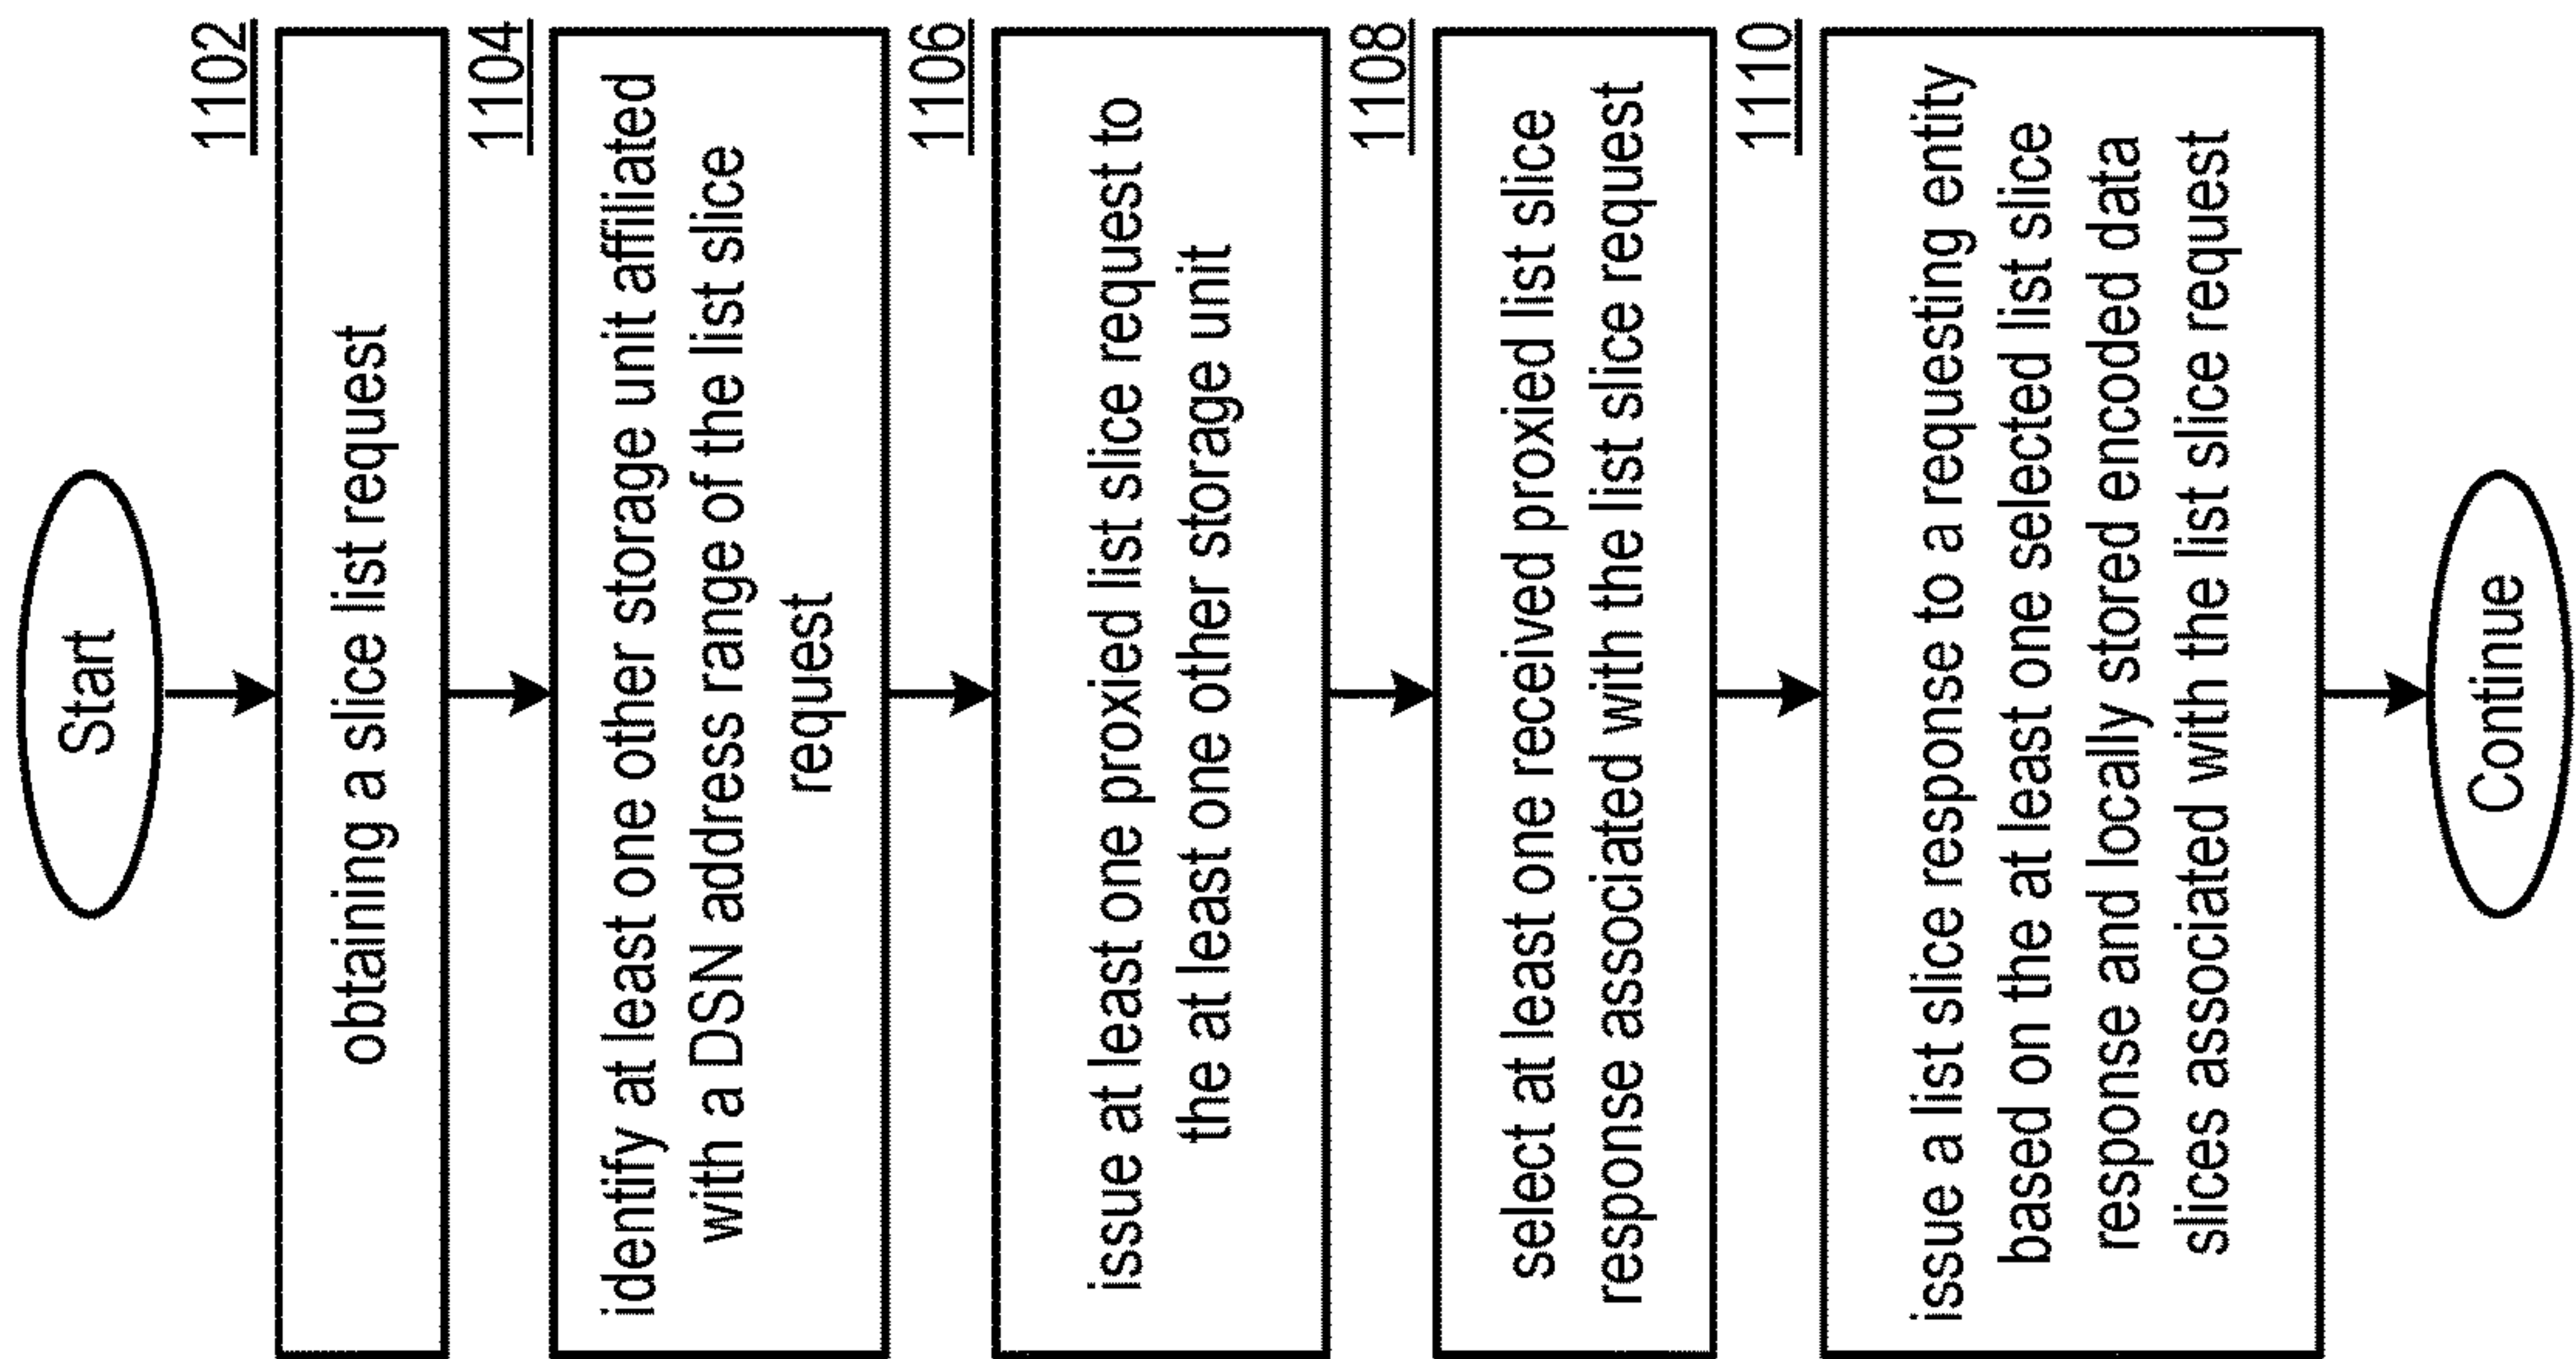 Start
1102
obtaining a slice list request
1104
identify at least one other storage unit affiliated
with a DSN address range of the list slice
request
1106
issue at least one proxied list slice request to
the at least one other storage unit
1108
select at least one received proxied list slice
response associated with the list slice request
1110
issue a list slice response to a requesting entity
based on the at least one selected list slice
response and locally stored encoded data
slices associated with the list slice request
Continue